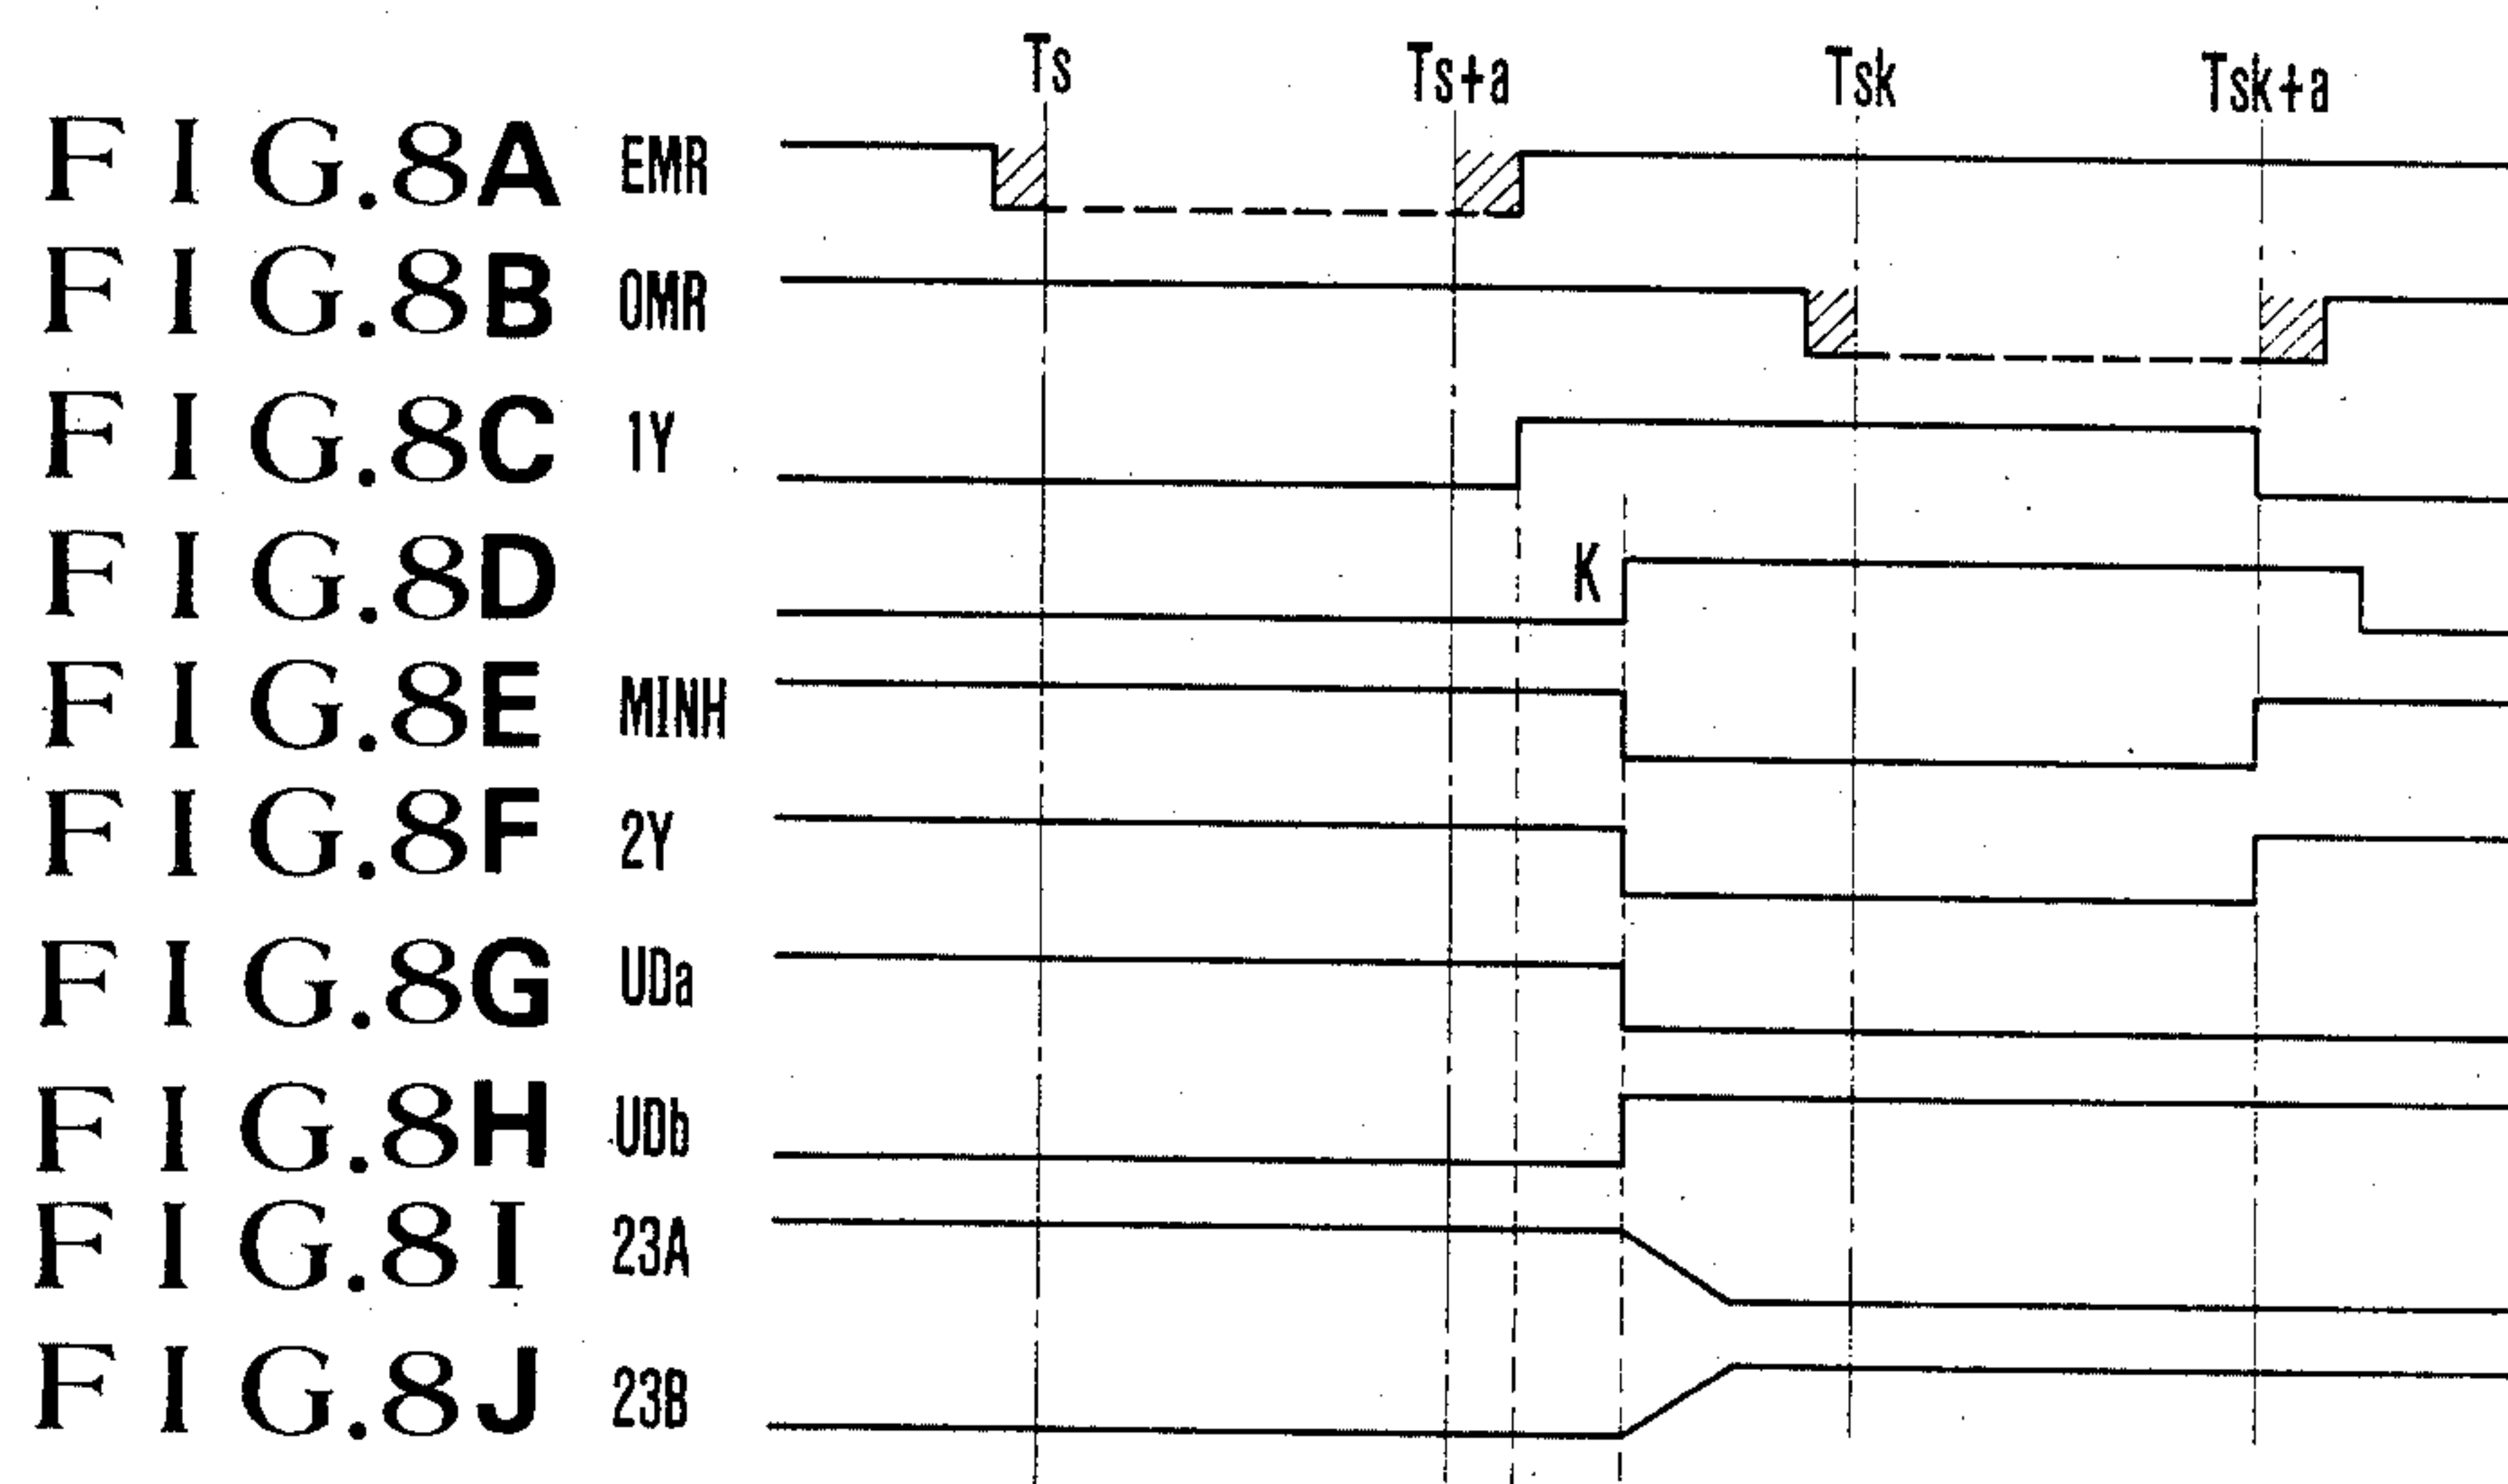 Ts Ts+a Tsk Tsk+a
FIG.8A EMR
FIG.8B OMR
FIG.8C 1Y
FIG.8D K
FIG.8E MINH
FIG.8F 2Y
FIG.8G UDa
FIG.8H UDb
FIG.8I 23A
FIG.8J 23B